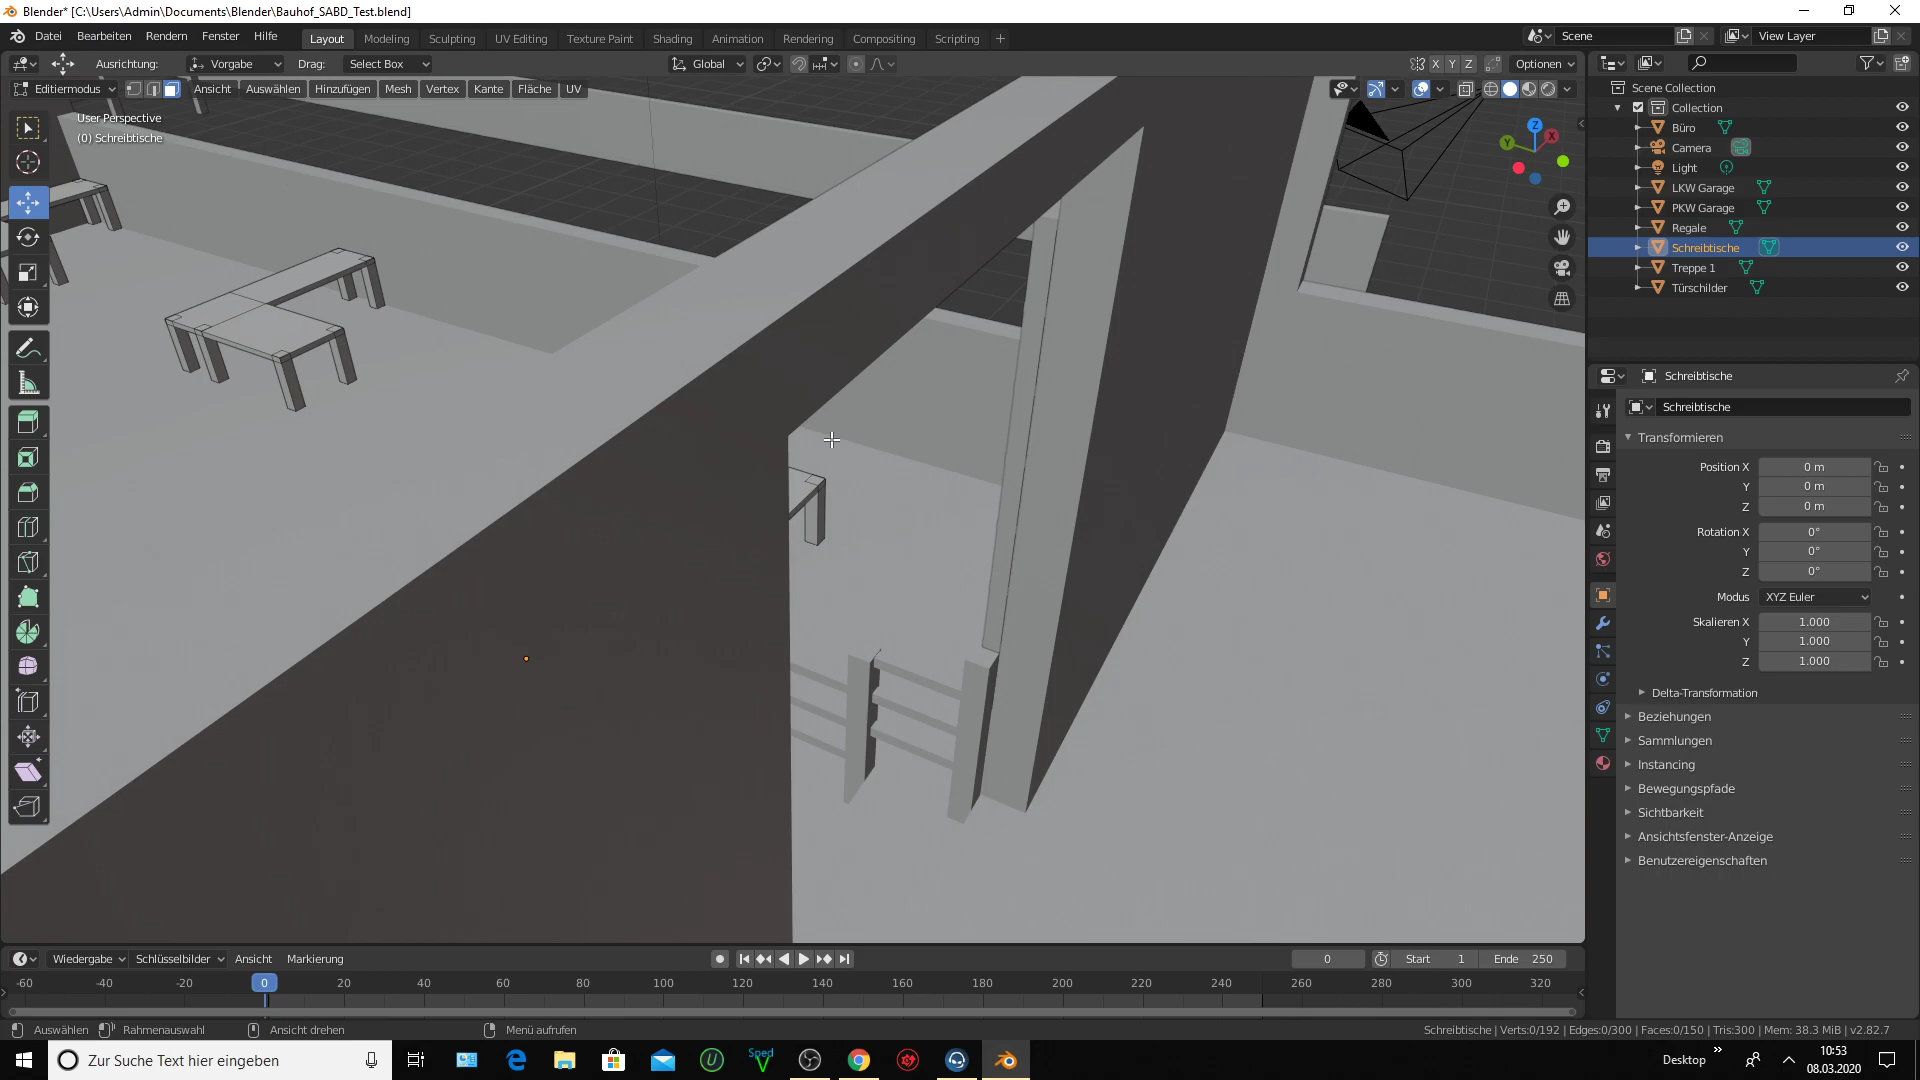 Blender* [C:\Users\Admin\Documents\Blender\Bauhof_SABD_Test.blend]
Datei Bearbeiten Rendern Fenster Hilfe Layout Modeling Sculpting UV Editing Texture Paint Shading Animation Rendering Compositing Scripting + Scene View Layer
Ausrichtung: Vorgabe Drag: Select Box Global X Y Z Optionen
Editiermodus Ansicht Auswählen Hinzufügen Mesh Vertex Kante Fläche UV
User Perspective
(0) Schreibtische
Z
X
Y
Scene Collection
Collection
Büro
Camera
Light
LKW Garage
PKW Garage
Regale
Schreibtische
Treppe 1
Türschilder
Schreibtische
Schreibtische
Transformieren
Position X 0 m
Y 0 m
Z 0 m
Rotation X 0°
Y 0°
Z 0°
Modus XYZ Euler
Skalieren X 1.000
Y 1.000
Z 1.000
Delta-Transformation
Beziehungen
Sammlungen
Instancing
Bewegungspfade
Sichtbarkeit
Ansichtsfenster-Anzeige
Benutzereigenschaften
Wiedergabe Schlüsselbilder Ansicht Markierung 0 Start 1 Ende 250
-60 -40 -20 0 20 40 60 80 100 120 140 160 180 200 220 240 260 280 300 320
Auswählen Rahmenauswahl Ansicht drehen Menü aufrufen Schreibtische | Verts:0/192 | Edges:0/300 | Faces:0/150 | Tris:300 | Mem: 38.3 MiB | v2.82.7
Zur Suche Text hier eingeben Sped V Desktop 10:53
08.03.2020